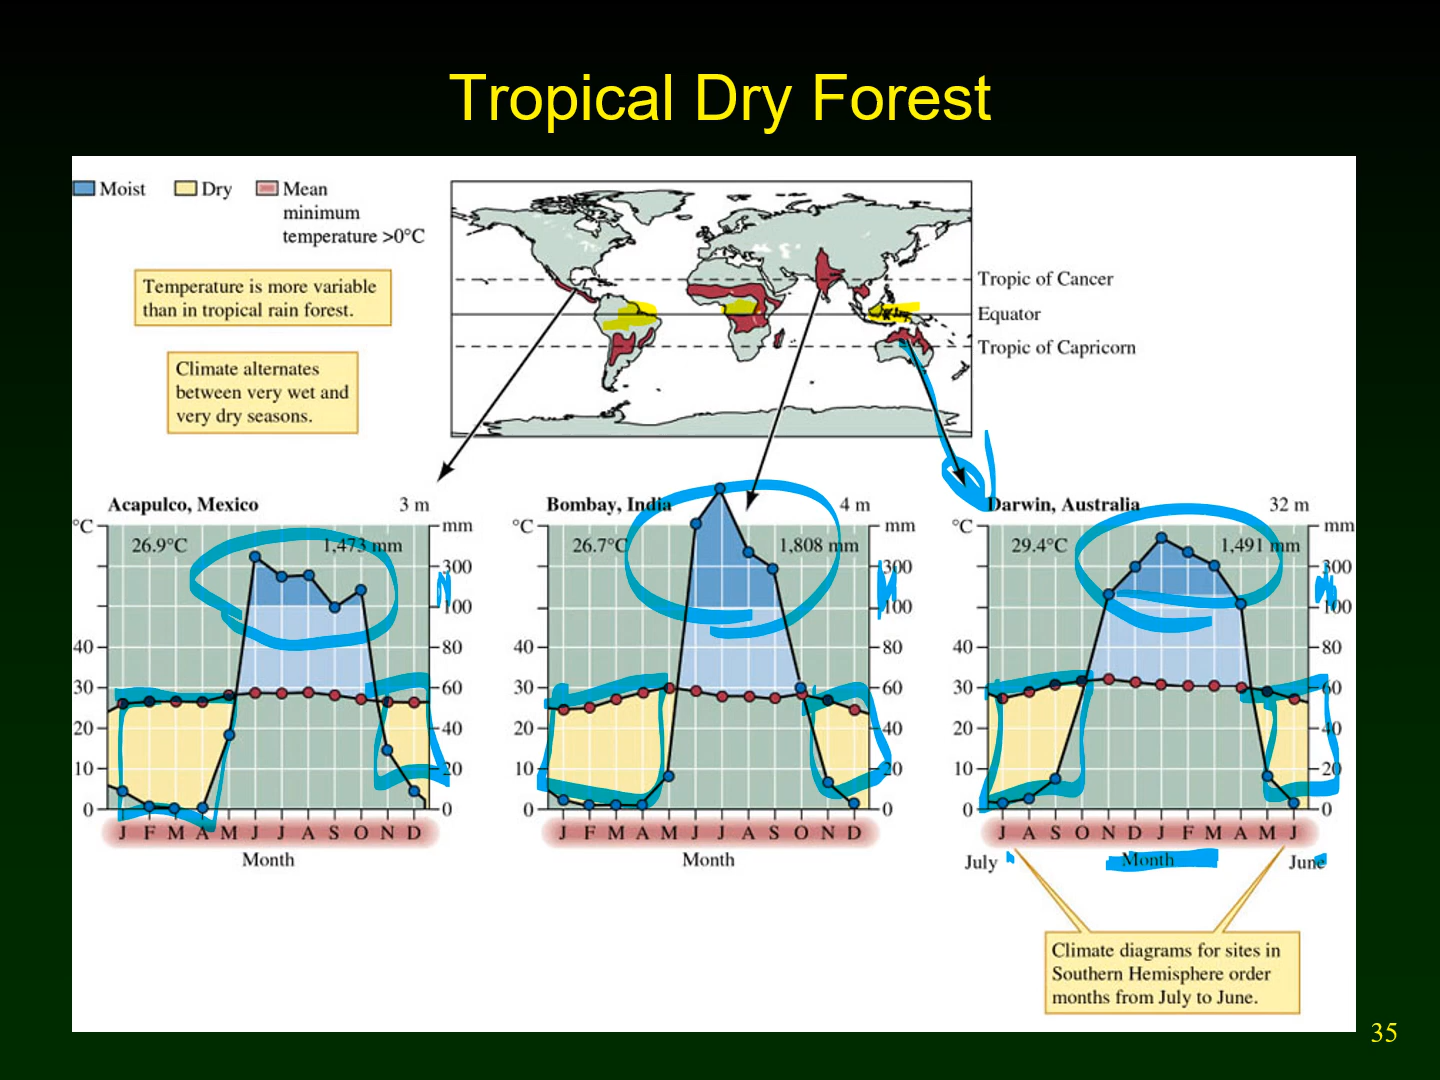 Tropical Dry Forest
Moist
Dry
Mean
minimum
temperature >0°C
Temperature is more variable
than in tropical rain forest.
Climate alternates
between very wet and
very dry seasons.
Tropic of Cancer
Equator
Tropic of Capricorn
Acapulco, Mexico 3 m
°C mm
26.9°C 1,473 mm
300
100
40 80
30 60
20 40
10 20
0 0
J F M A M J J A S O N D
Month
Bombay, India 4 m
°C mm
26.7°C 1,808 mm
300
100
40 80
30 60
20 40
10 20
0 0
J F M A M J J A S O N D
Month
Darwin, Australia 32 m
°C mm
29.4°C 1,491 mm
300
100
40 80
30 60
20 40
10 20
0 0
J A S O N D J F M A M J
July Month June
Climate diagrams for sites in
Southern Hemisphere order
months from July to June.
35